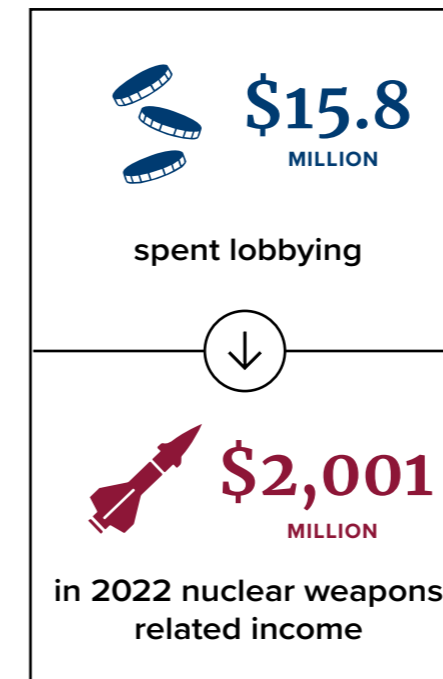 $15.8
MILLION
spent lobbying
$2,001
MILLION
in 2022 nuclear weapons
related income